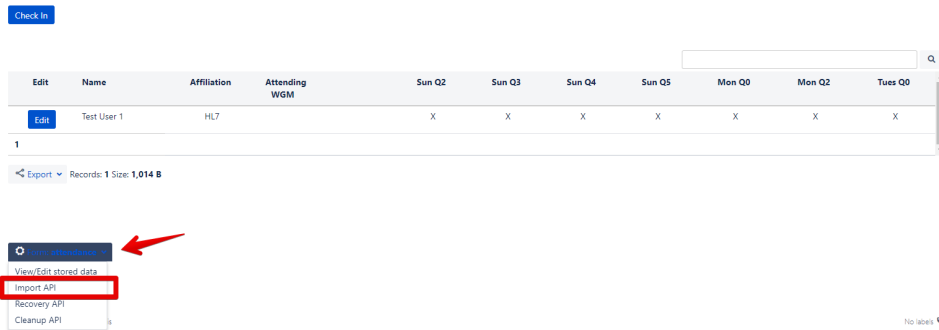 Check In
Edit Name Affiliation Attending WGM Sun Q2 Sun Q3 Sun Q4 Sun Q5 Mon Q0 Mon Q2 Tues Q0
Edit Test User 1 HL7 X X X X X X X
1
Export Records: 1 Size: 1,014 B
View/Edit stored data
Import API
Recovery API
Cleanup API
No labels